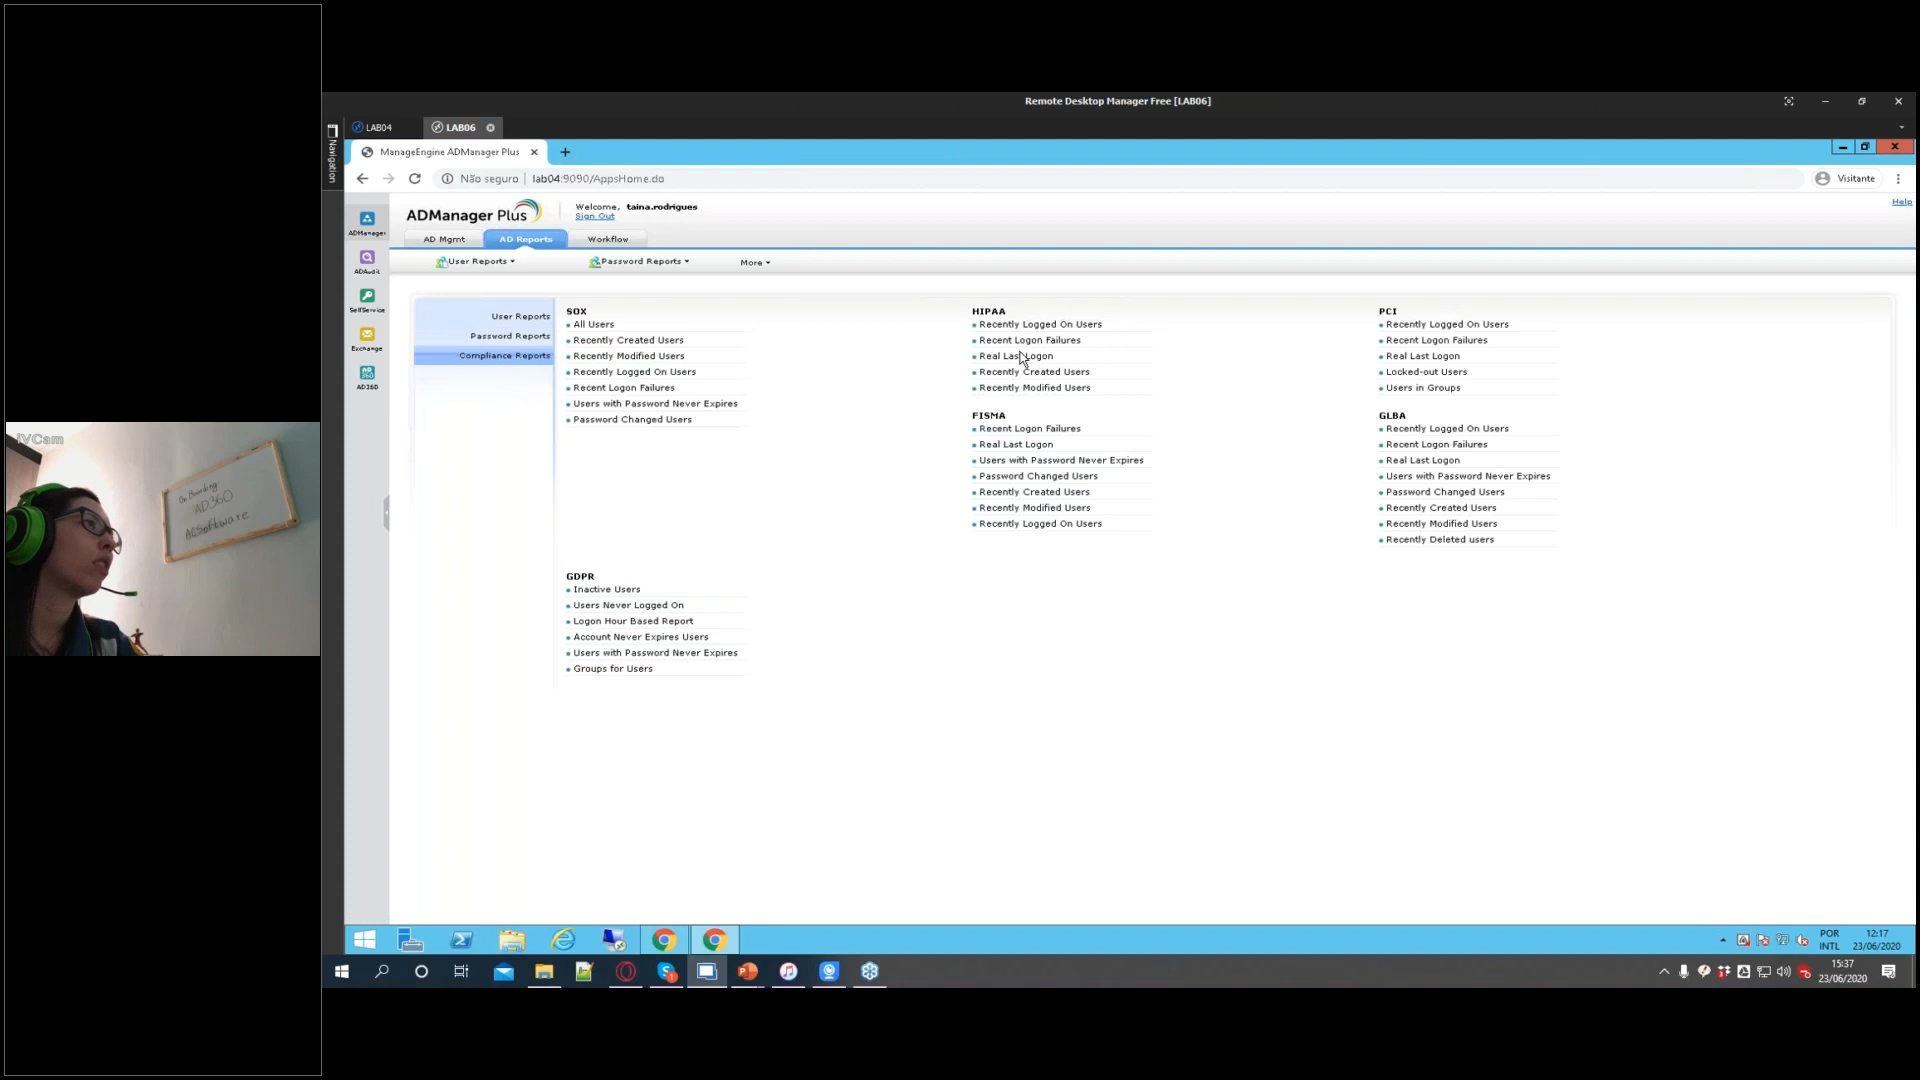 Remote Desktop Manager Free [LAB06]
LAB04
LAB06
Navigation
ManageEngine ADManager Plus
Não seguro | lab04:9090/AppsHome.do
Visitante
Help
ADManager Plus
Welcome, taina.rodrigues
Sign Out
AD Mgmt
AD Reports
Workflow
User Reports
Password Reports
More
ADManager
ADAudit
SelfService
Exchange
AD360
User Reports
Password Reports
Compliance Reports
SOX
All Users
Recently Created Users
Recently Modified Users
Recently Logged On Users
Recent Logon Failures
Users with Password Never Expires
Password Changed Users
HIPAA
Recently Logged On Users
Recent Logon Failures
Real Last Logon
Recently Created Users
Recently Modified Users
PCI
Recently Logged On Users
Recent Logon Failures
Real Last Logon
Locked-out Users
Users in Groups
FISMA
Recent Logon Failures
Real Last Logon
Users with Password Never Expires
Password Changed Users
Recently Created Users
Recently Modified Users
Recently Logged On Users
GLBA
Recently Logged On Users
Recent Logon Failures
Real Last Logon
Users with Password Never Expires
Password Changed Users
Recently Created Users
Recently Modified Users
Recently Deleted users
GDPR
Inactive Users
Users Never Logged On
Logon Hour Based Report
Account Never Expires Users
Users with Password Never Expires
Groups for Users
iVCam
On Boarding:
AD360
ACSoftware
POR
INTL
12:17
23/06/2020
15:37
23/06/2020